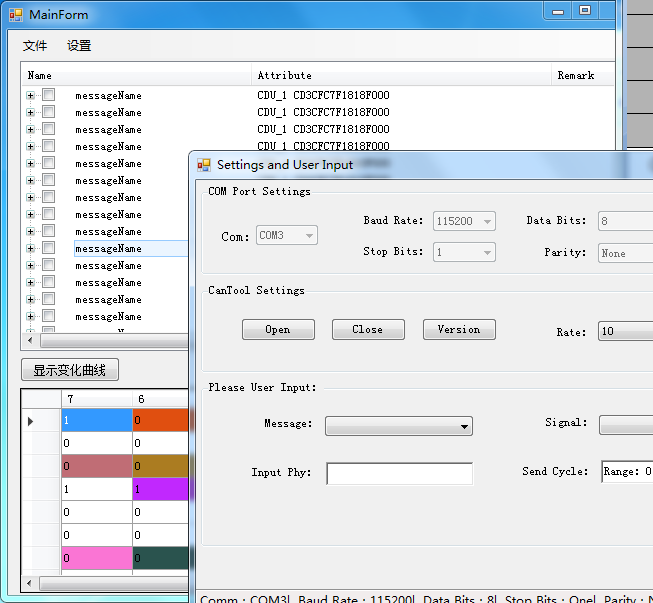 MainForm
文件 设置
Name Attribute Remark
messageName CDU_1 CD3CFC7F1818F000
messageName CDU_1 CD3CFC7F1818F000
messageName CDU_1 CD3CFC7F1818F000
messageName CDU_1 CD3CFC7F1818F000
messageName
messageName
messageName
messageName
messageName
messageName
messageName
messageName
messageName
messageName
显示变化曲线
7 6
1 0
0 0
0 0
1 1
0 0
0 0
0 0
Settings and User Input
COM Port Settings
Com: COM3 Baud Rate: 115200 Data Bits: 8
Stop Bits: 1 Parity: None
CanTool Settings
Open Close Version Rate: 10
Please User Input:
Message: Signal:
Input Phy: Send Cycle: Range: 0
Comm : COM3| Baud Rate : 115200| Data Bits : 8| Stop Bits : One| Parity : N